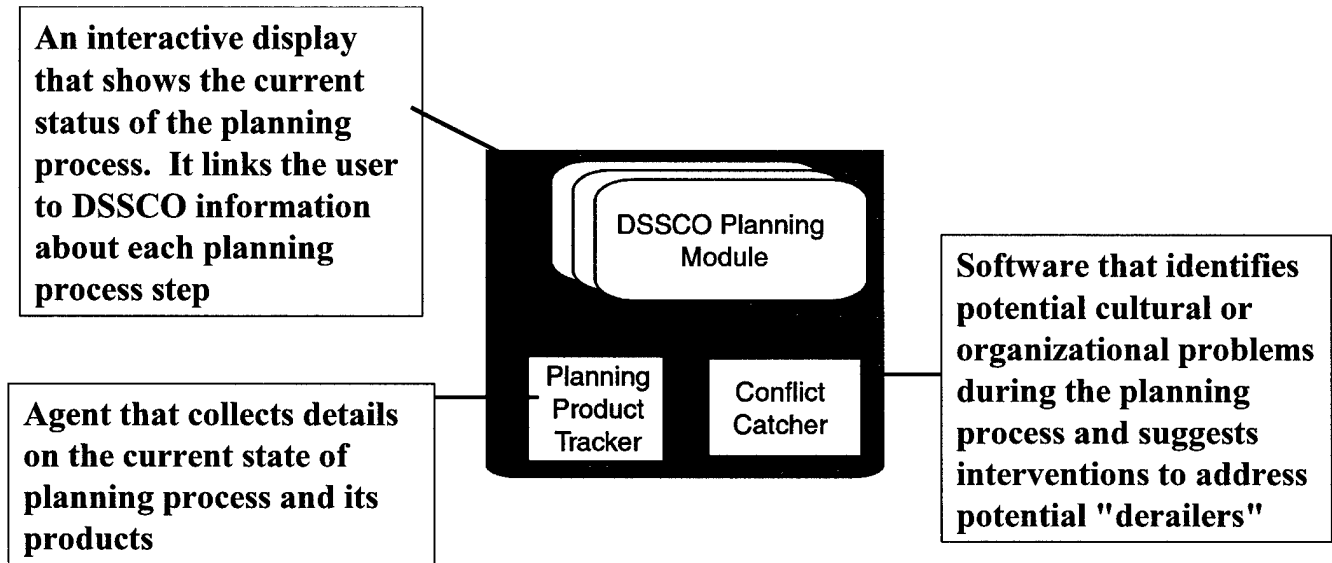 An interactive display
that shows the current
status of the planning
process.  It links the user
to DSSCO information
about each planning
process step
DSSCO Planning
Module
Planning
Product
Tracker
Conflict
Catcher
Agent that collects details
on the current state of
planning process and its
products
Software that identifies
potential cultural or
organizational problems
during the planning
process and suggests
interventions to address
potential "derailers"